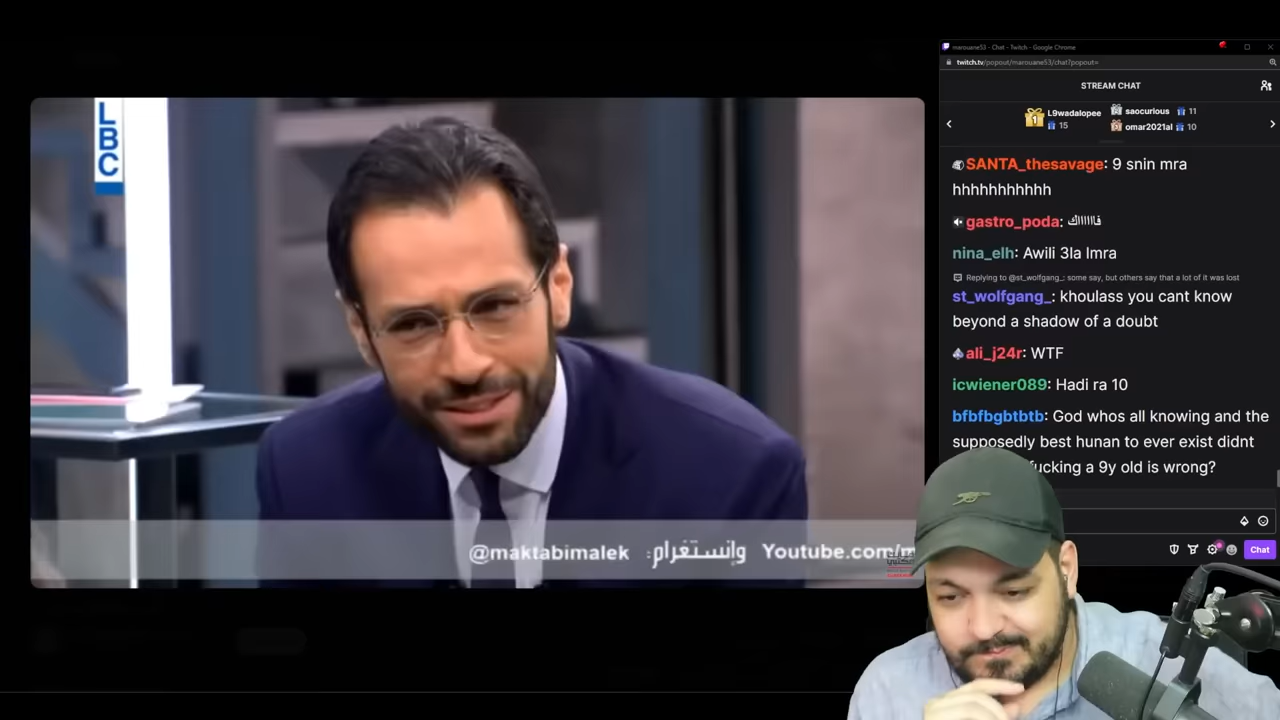 LBC
@maktabimalek وإنستغرام: Youtube.com/
marouane53 - Chat - Twitch - Google Chrome
twitch.tv/popout/marouane53/chat?popout=
STREAM CHAT
1 L9wadalopee 15
saocurious 11
omar2021al 10
SANTA_thesavage: 9 snin mra
hhhhhhhhhhh
gastro_poda: فاااااك
nina_elh: Awili 3la lmra
Replying to @st_wolfgang_: some say, but others say that a lot of it was lost
st_wolfgang_: khoulass you cant know
beyond a shadow of a doubt
ali_j24r: WTF
icwiener089: Hadi ra 10
bfbfbgbtbtb: God whos all knowing and the
supposedly best hunan to ever exist didnt
fucking a 9y old is wrong?
Chat